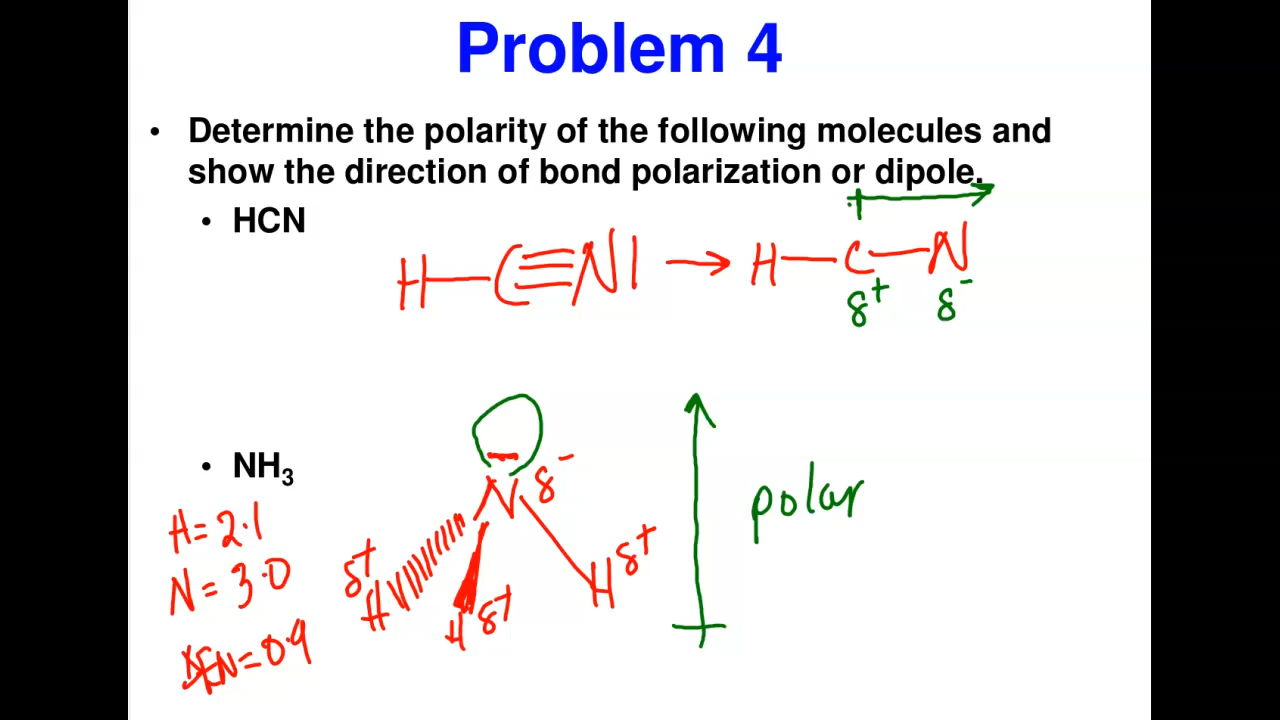 Problem 4
• Determine the polarity of the following molecules and
show the direction of bond polarization or dipole.
• HCN
H—C≡N| → H—C—N
δ+ δ-
• NH₃
N δ-
polar
H = 2.1
N = 3.0
ΔEN = 0.9
δ+ H
H δ+
H δ+